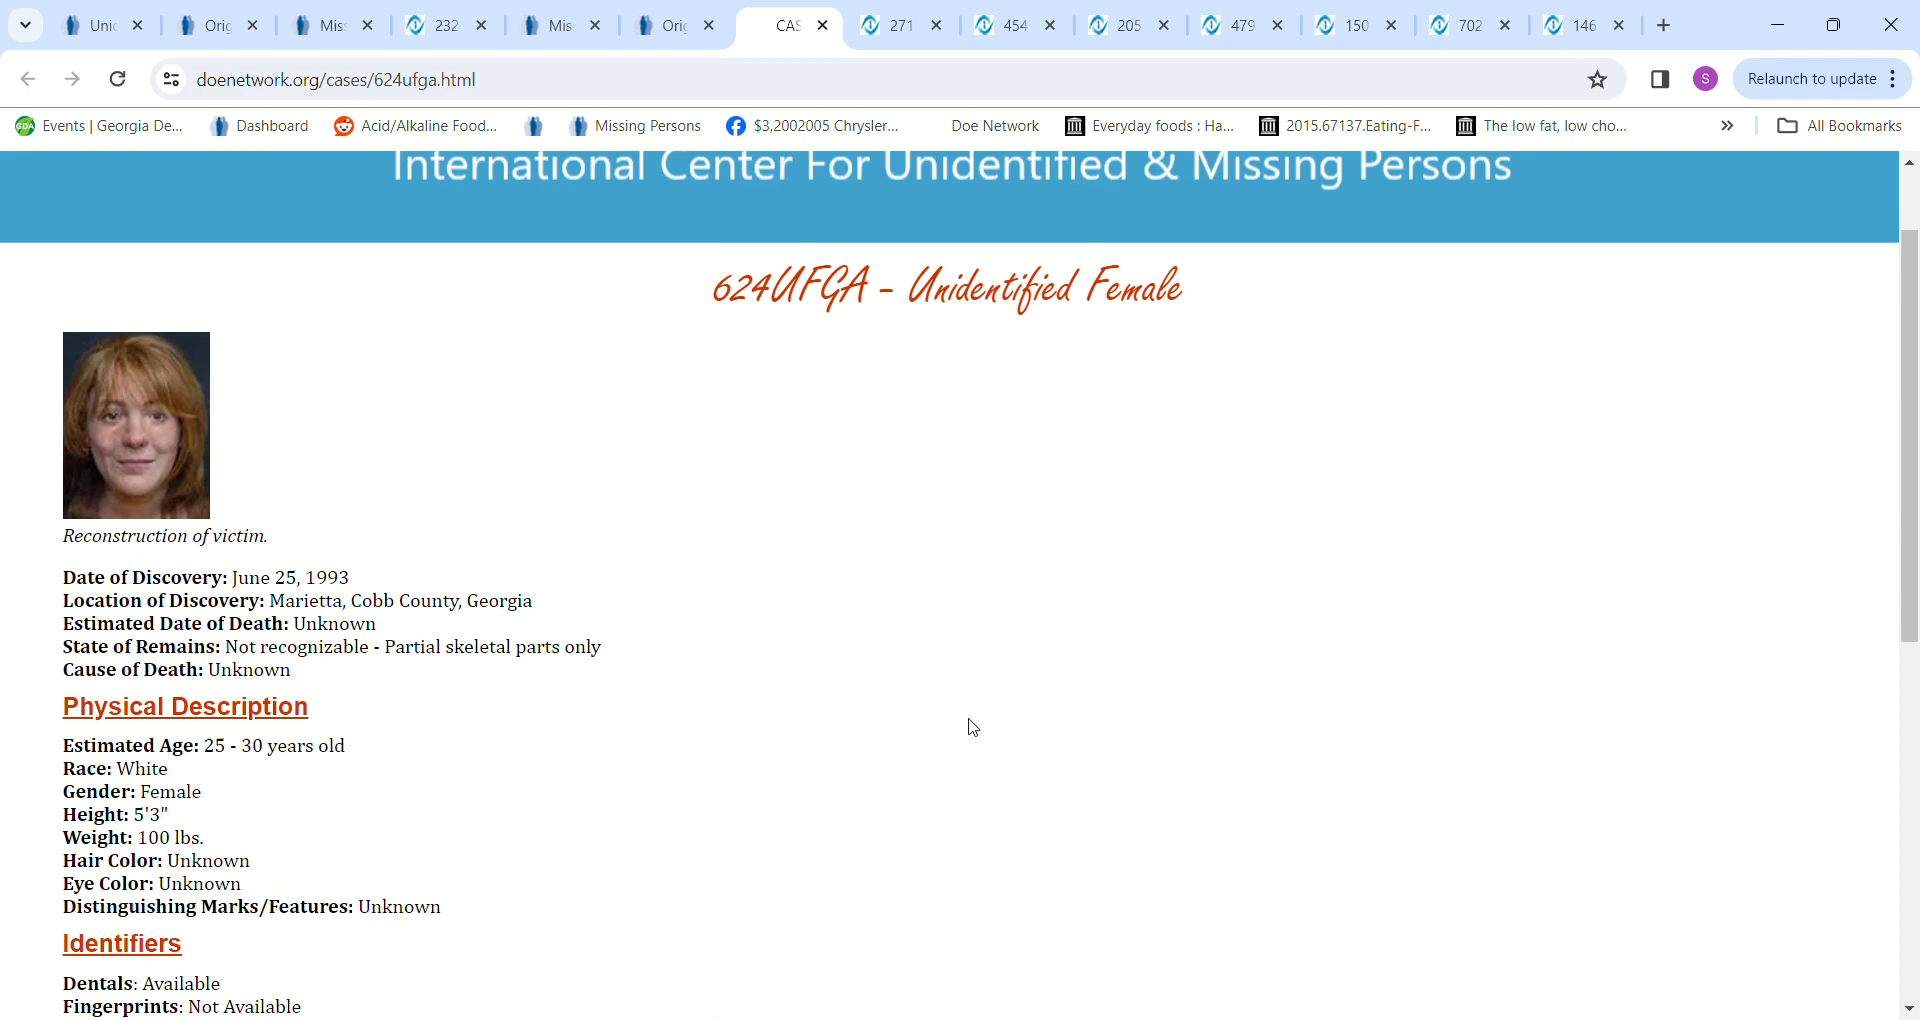 Unic
Orig
Miss
232
Mis
Orig
CAS
271
454
205
479
150
702
146
doenetwork.org/cases/624ufga.html
S
Relaunch to update
GDA
Events | Georgia De...
Dashboard
Acid/Alkaline Food...
Missing Persons
$3,2002005 Chrysler...
Doe Network
Everyday foods : Ha...
2015.67137.Eating-F...
The low fat, low cho...
All Bookmarks
International Center For Unidentified & Missing Persons
624UFGA - Unidentified Female
Reconstruction of victim.
Date of Discovery: June 25, 1993
Location of Discovery: Marietta, Cobb County, Georgia
Estimated Date of Death: Unknown
State of Remains: Not recognizable - Partial skeletal parts only
Cause of Death: Unknown
Physical Description
Estimated Age: 25 - 30 years old
Race: White
Gender: Female
Height: 5'3"
Weight: 100 lbs.
Hair Color: Unknown
Eye Color: Unknown
Distinguishing Marks/Features: Unknown
Identifiers
Dentals: Available
Fingerprints: Not Available